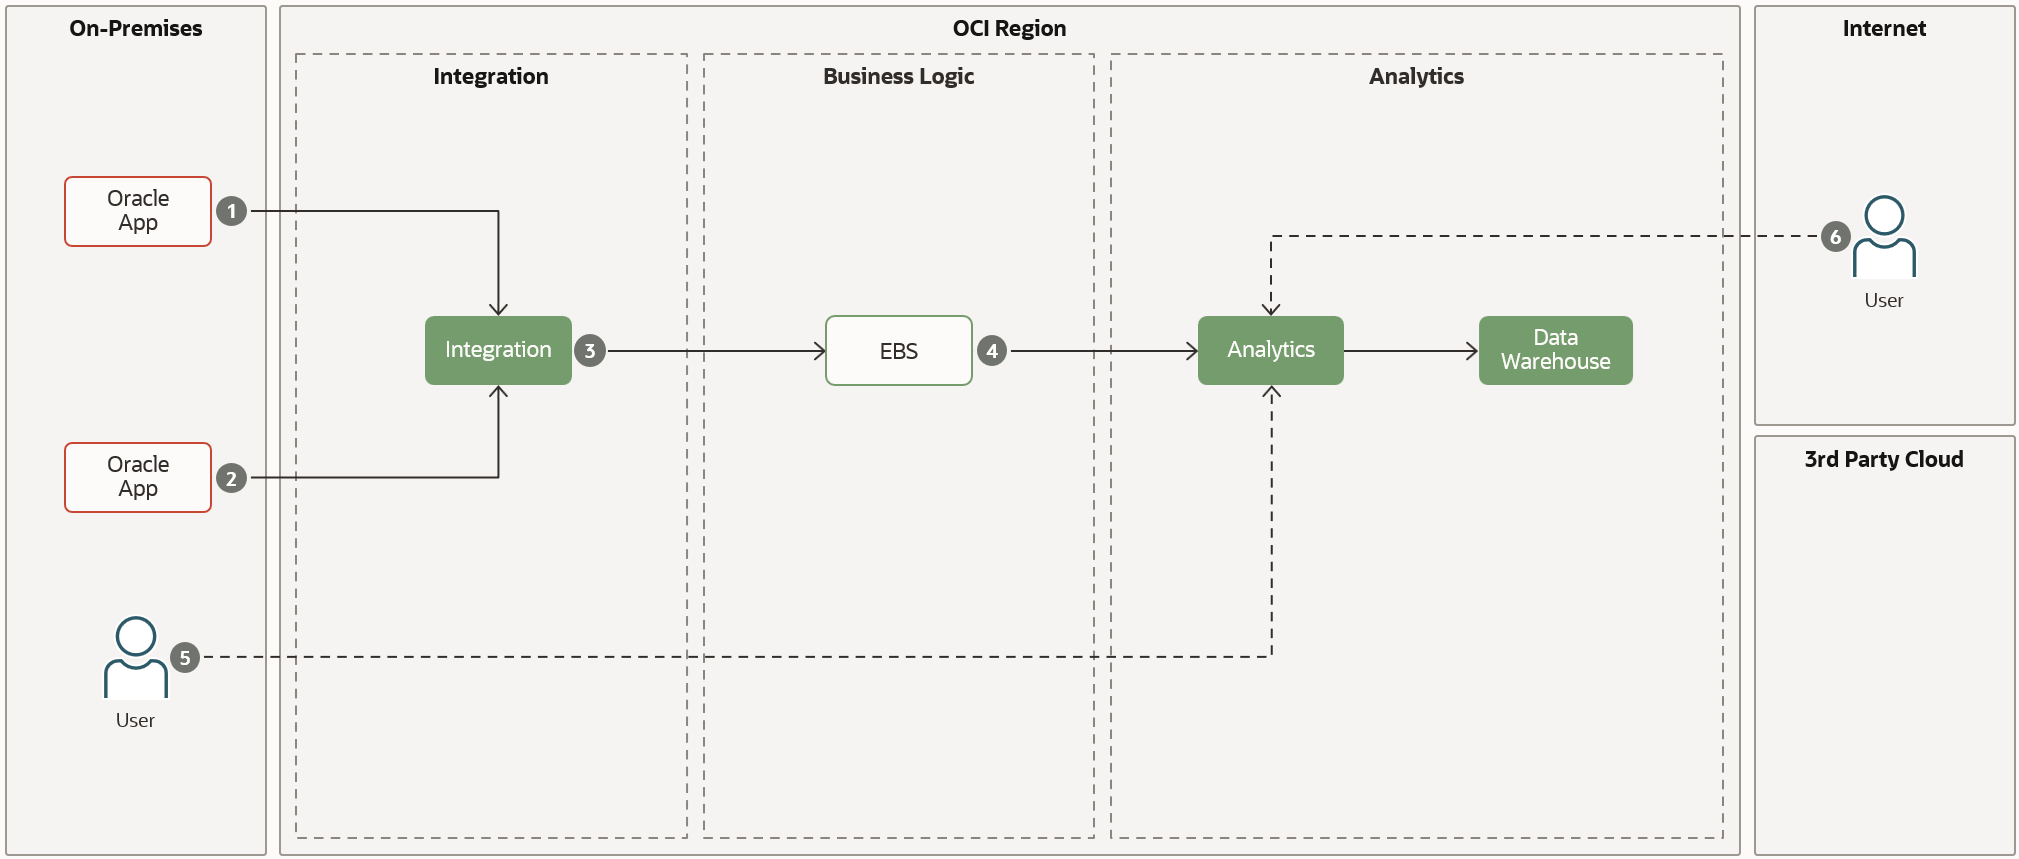 On-Premises
Oracle
App
1
Oracle
App
2
5
User
OCI Region
Integration
Integration
3
Business Logic
EBS
4
Analytics
Analytics
Data
Warehouse
Internet
6
User
3rd Party Cloud